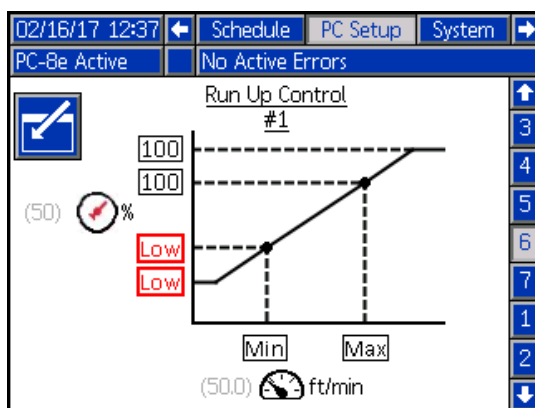 02/16/17 12:37 Schedule PC Setup System
PC-8e Active No Active Errors
Run Up Control
#1
100
100
(50) %
Low
Low
Min Max
(50.0) ft/min
3
4
5
6
7
1
2